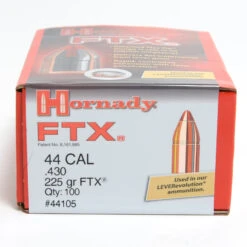 FTX
Hornady®
FTX®
Patent No. 8,161,885
44 CAL
.430
225 gr FTX®
Qty: 100
#44105
Used in our
LEVERevolution®
ammunition.